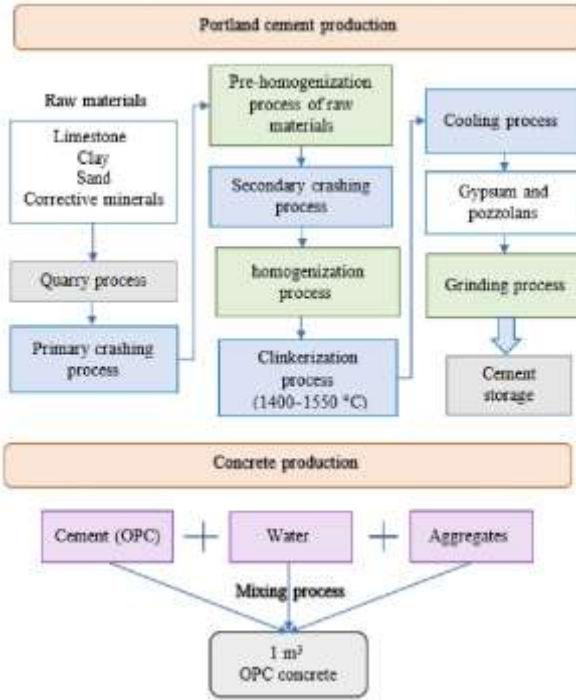 Portland cement production
Raw materials
Limestone
Clay
Sand
Corrective minerals
Quarry process
Primary crashing
process
Pre-homogenization
process of raw
materials
Secondary crashing
process
homogenization
process
Clinkerization
process
(1400–1550 °C)
Cooling process
Gypsum and
pozzolans
Grinding process
Cement
storage
Concrete production
Cement (OPC)
+
Water
+
Aggregates
Mixing process
1 m³
OPC concrete